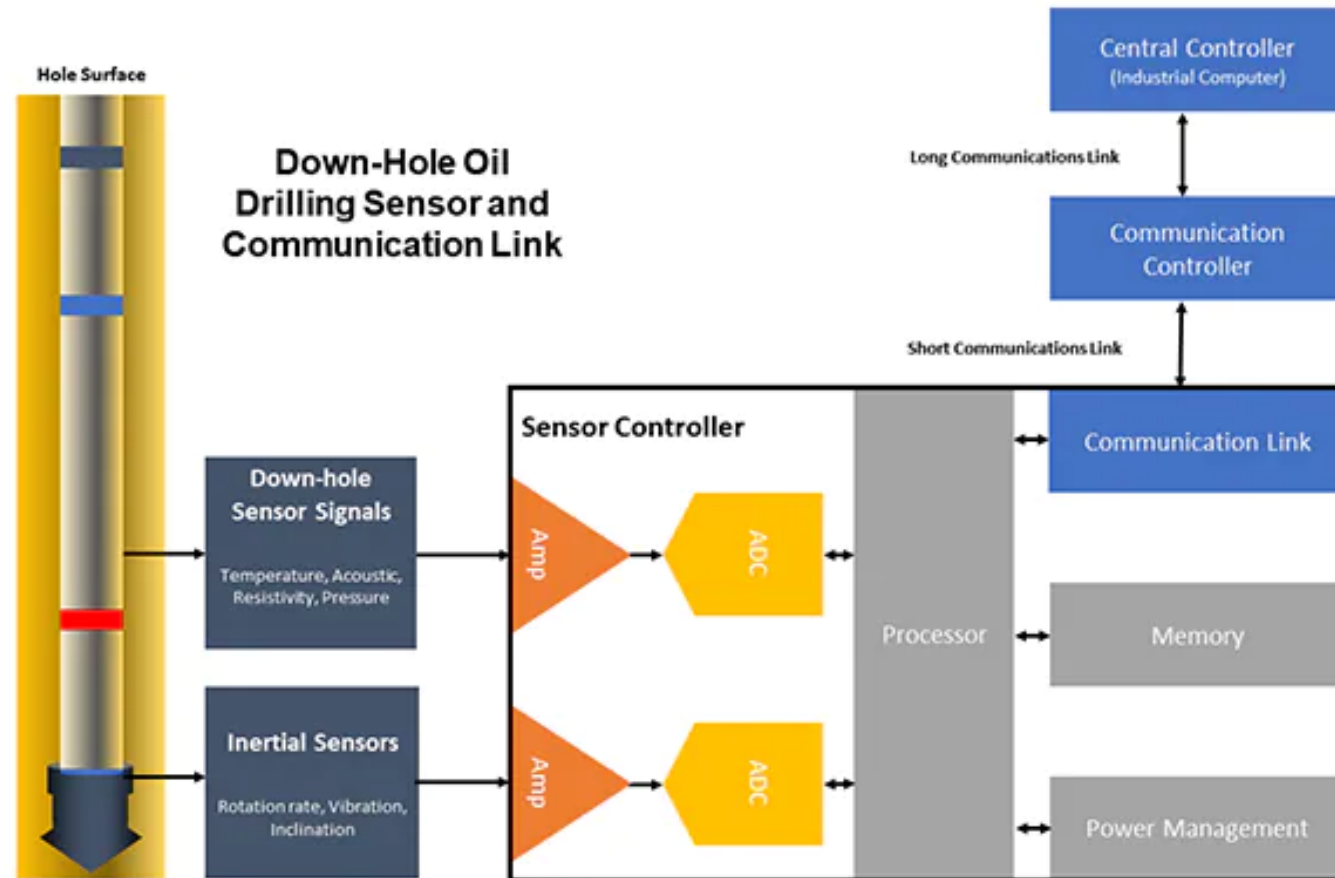 Hole Surface
Down-Hole Oil
Drilling Sensor and
Communication Link
Central Controller
(Industrial Computer)
Long Communications Link
Communication
Controller
Short Communications Link
Sensor Controller
Communication Link
Down-hole
Sensor Signals
Temperature, Acoustic,
Resistivity, Pressure
Amp
ADC
Processor
Memory
Inertial Sensors
Rotation rate, Vibration,
Inclination
Amp
ADC
Power Management